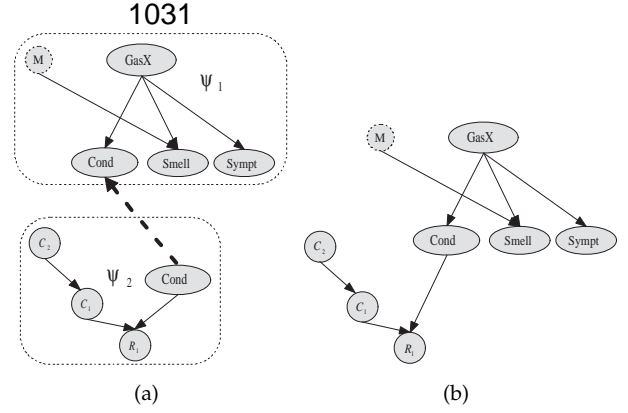 1031
M
GasX
ψ 1
Cond
Smell
Sympt
C2
ψ 2
Cond
C1
R1
(a)
M
GasX
Cond
Smell
Sympt
C2
C1
R1
(b)